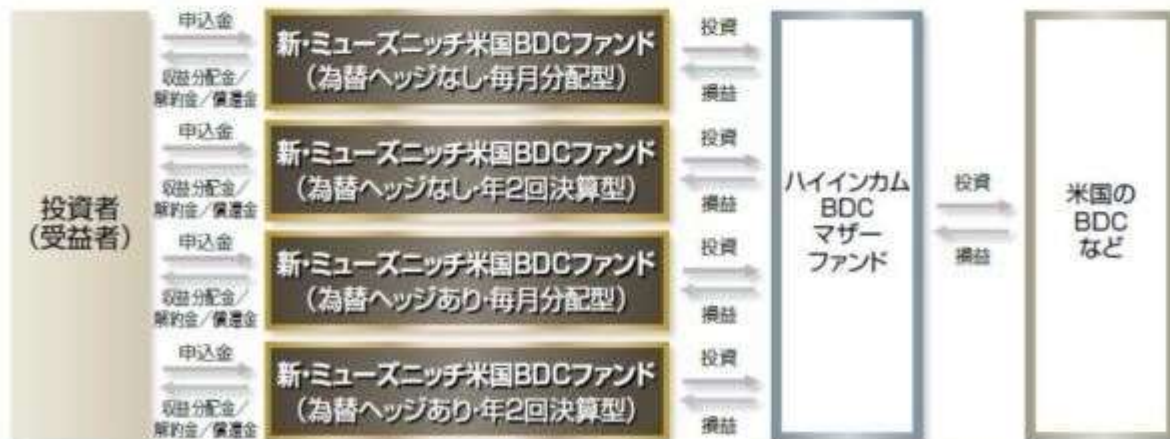 投資者
（受益者）
申込金
収益分配金／
解約金／償還金
新・ミューズニッチ米国BDCファンド
（為替ヘッジなし・毎月分配型）
投資
損益
申込金
収益分配金／
解約金／償還金
新・ミューズニッチ米国BDCファンド
（為替ヘッジなし・年2回決算型）
投資
損益
申込金
収益分配金／
解約金／償還金
新・ミューズニッチ米国BDCファンド
（為替ヘッジあり・毎月分配型）
投資
損益
申込金
収益分配金／
解約金／償還金
新・ミューズニッチ米国BDCファンド
（為替ヘッジあり・年2回決算型）
投資
損益
ハイインカム
BDC
マザー
ファンド
投資
損益
米国の
BDC
など